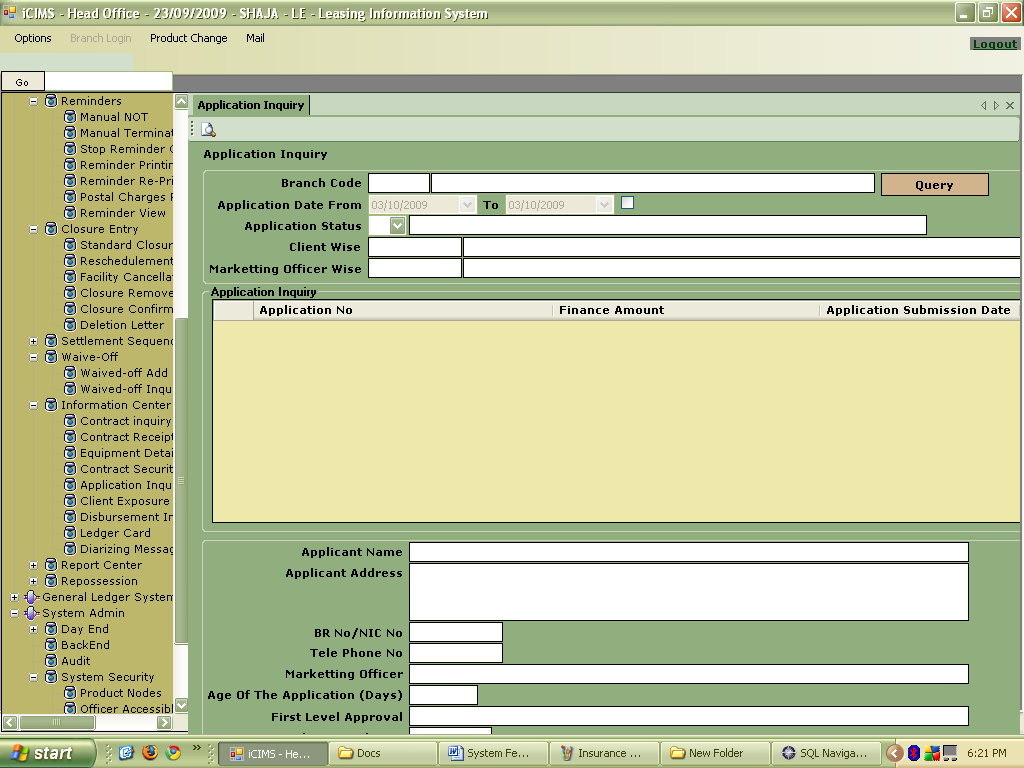 iCIMS - Head Office - 23/09/2009 - SHAJA - LE - Leasing Information System
Options Branch Login Product Change Mail
Logout
Go
Reminders
Manual NOT
Manual Terminat
Stop Reminder
Reminder Printin
Reminder Re-Pri
Postal Charges
Reminder View
Closure Entry
Standard Closur
Reschedulement
Facility Cancella
Closure Remove
Closure Confirm
Deletion Letter
Settlement Sequenc
Waive-Off
Waived-off Add
Waived-off Inqu
Information Center
Contract inquiry
Contract Receipt
Equipment Detai
Contract Securit
Application Inqu
Client Exposure
Disbursement In
Ledger Card
Diarizing Messag
Report Center
Repossession
General Ledger System
System Admin
Day End
BackEnd
Audit
System Security
Product Nodes
Officer Accessibl
Application Inquiry
Application Inquiry
Branch Code Query
Application Date From 03/10/2009 To 03/10/2009
Application Status
Client Wise
Marketting Officer Wise
Application Inquiry
Application No Finance Amount Application Submission Date
Applicant Name
Applicant Address
BR No/NIC No
Tele Phone No
Marketting Officer
Age Of The Application (Days)
First Level Approval
start iCIMS - He... Docs System Fe... Insurance ... New Folder SQL Naviga... 6:21 PM